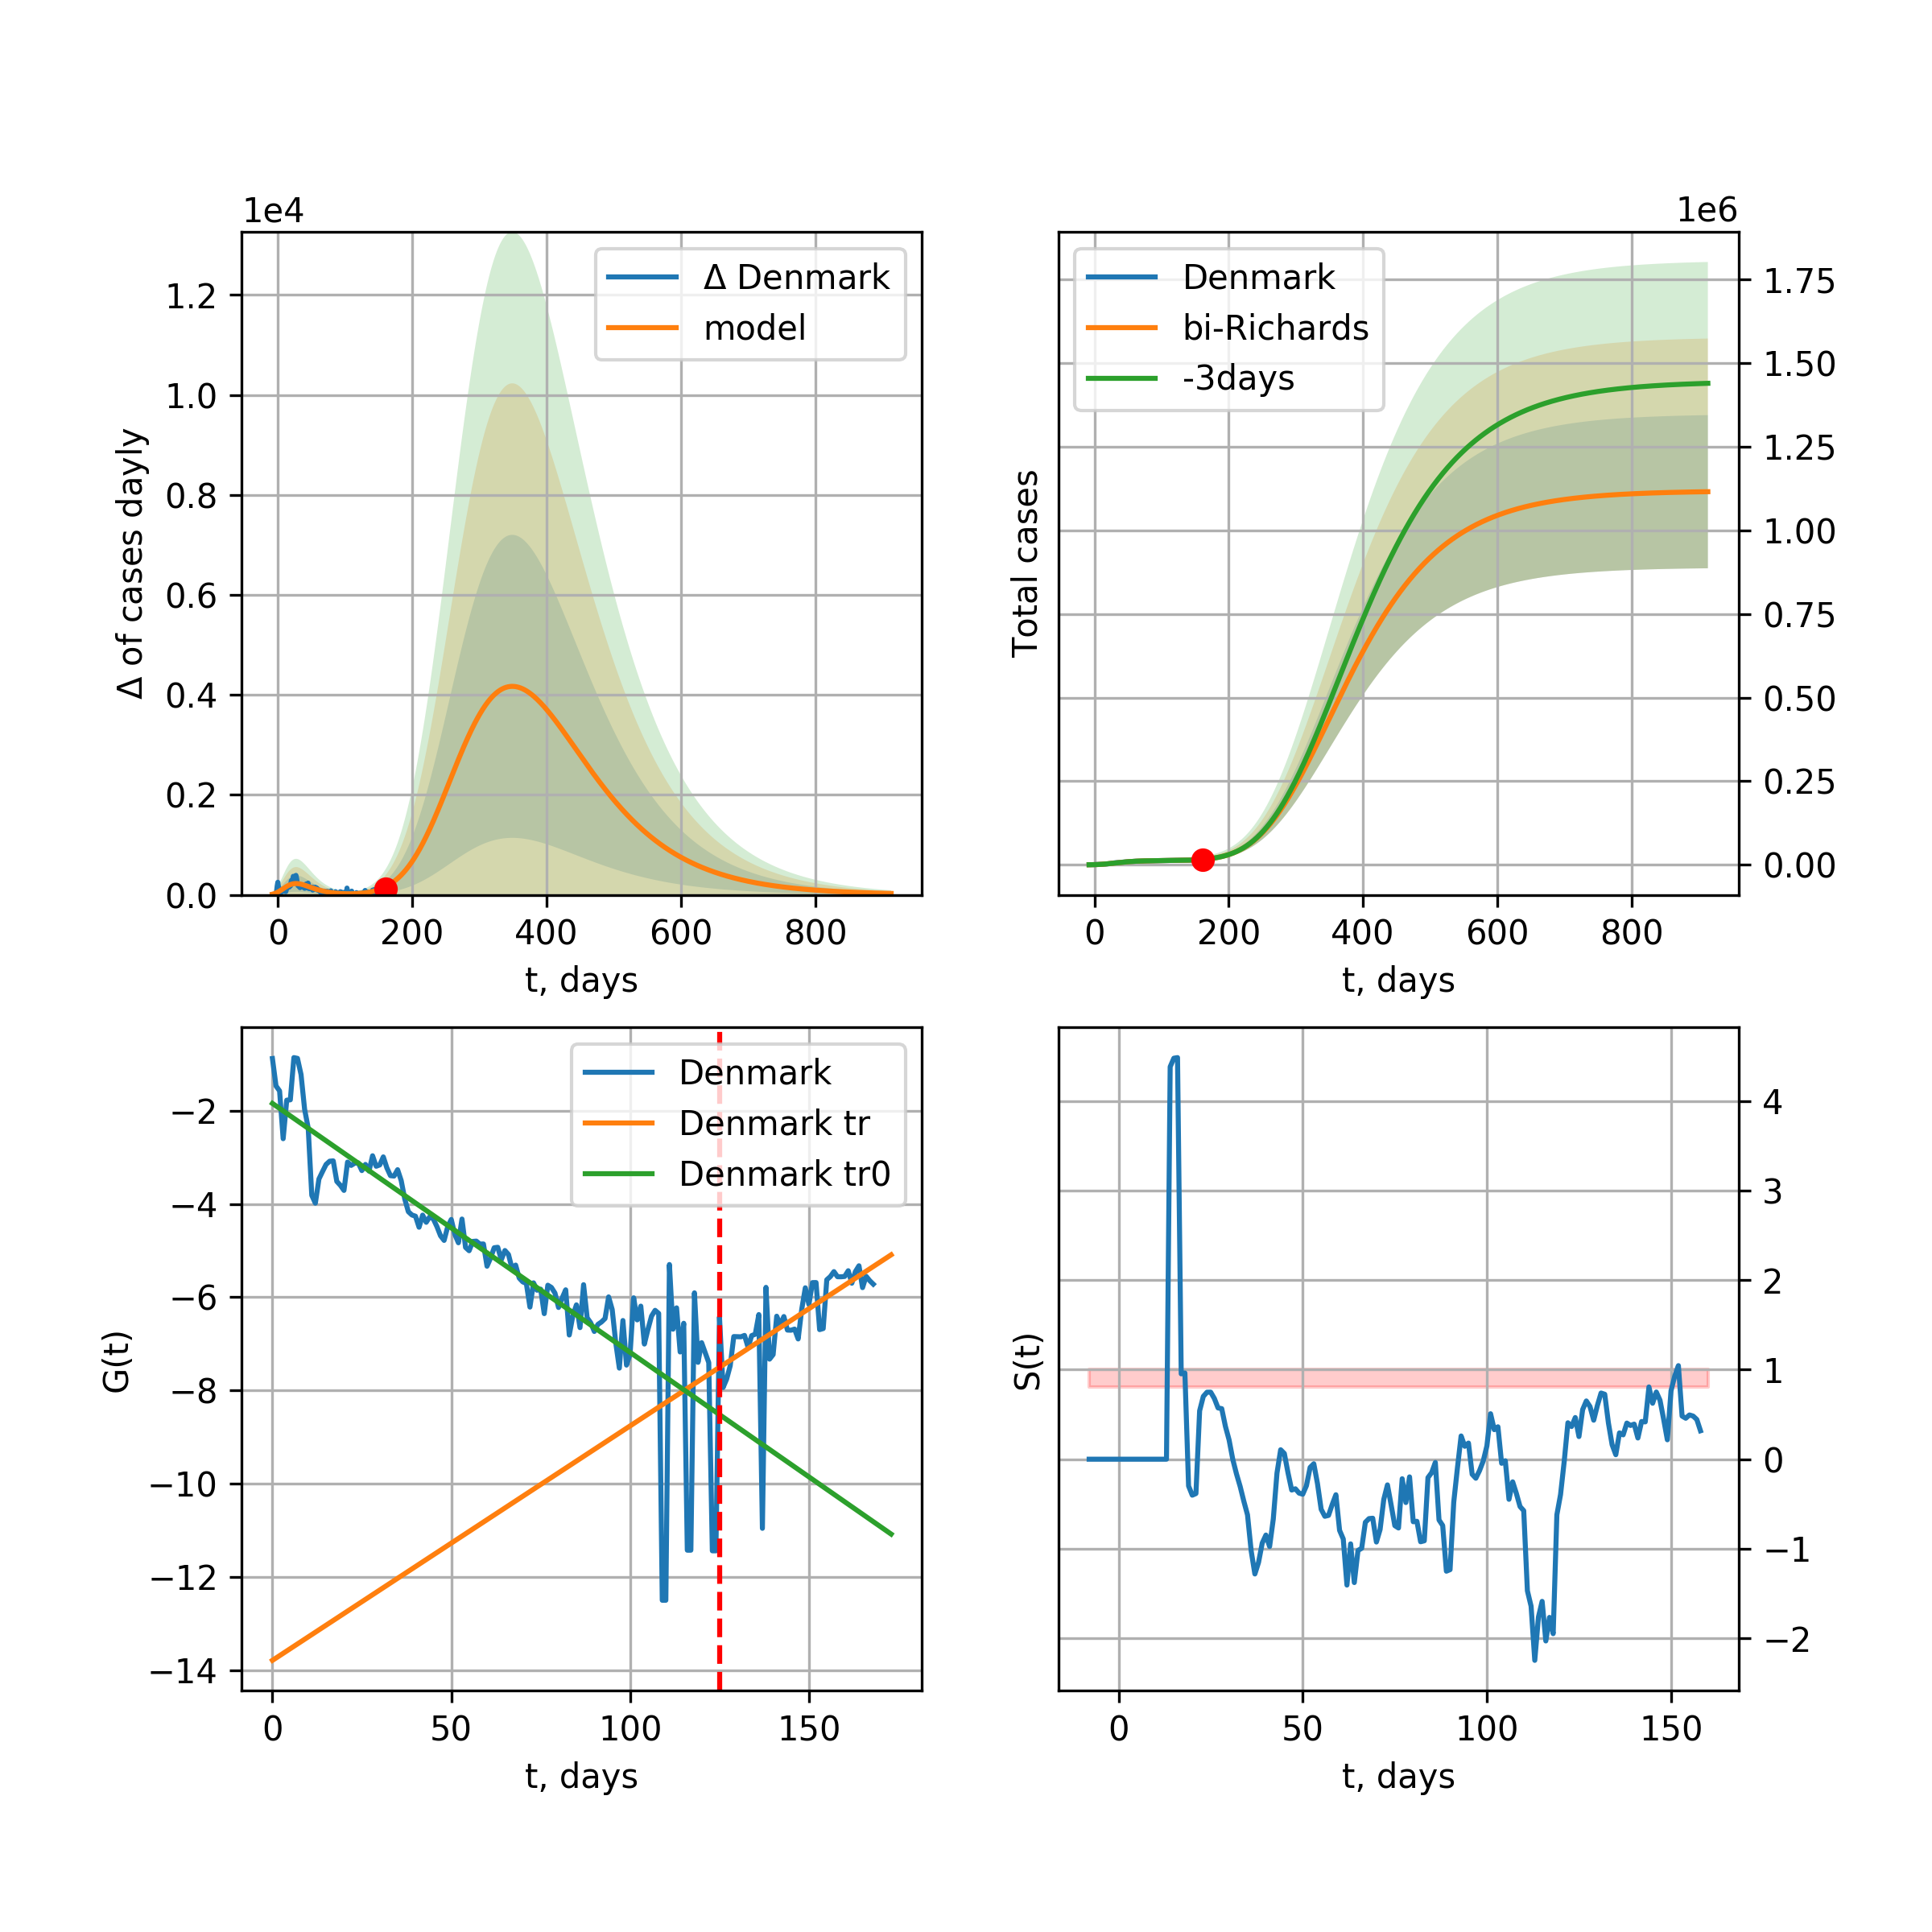 1e4
Δ of cases dayly
1.2
1.0
0.8
0.6
0.4
0.2
0.0
Δ Denmark
model
0 200 400 600 800
t, days
1e6
Total cases
Denmark
bi-Richards
-3days
1.75
1.50
1.25
1.00
0.75
0.50
0.25
0.00
0 200 400 600 800
t, days
G(t)
−2
−4
−6
−8
−10
−12
−14
Denmark
Denmark tr
Denmark tr0
0 50 100 150
t, days
S(t)
4
3
2
1
0
−1
−2
0 50 100 150
t, days